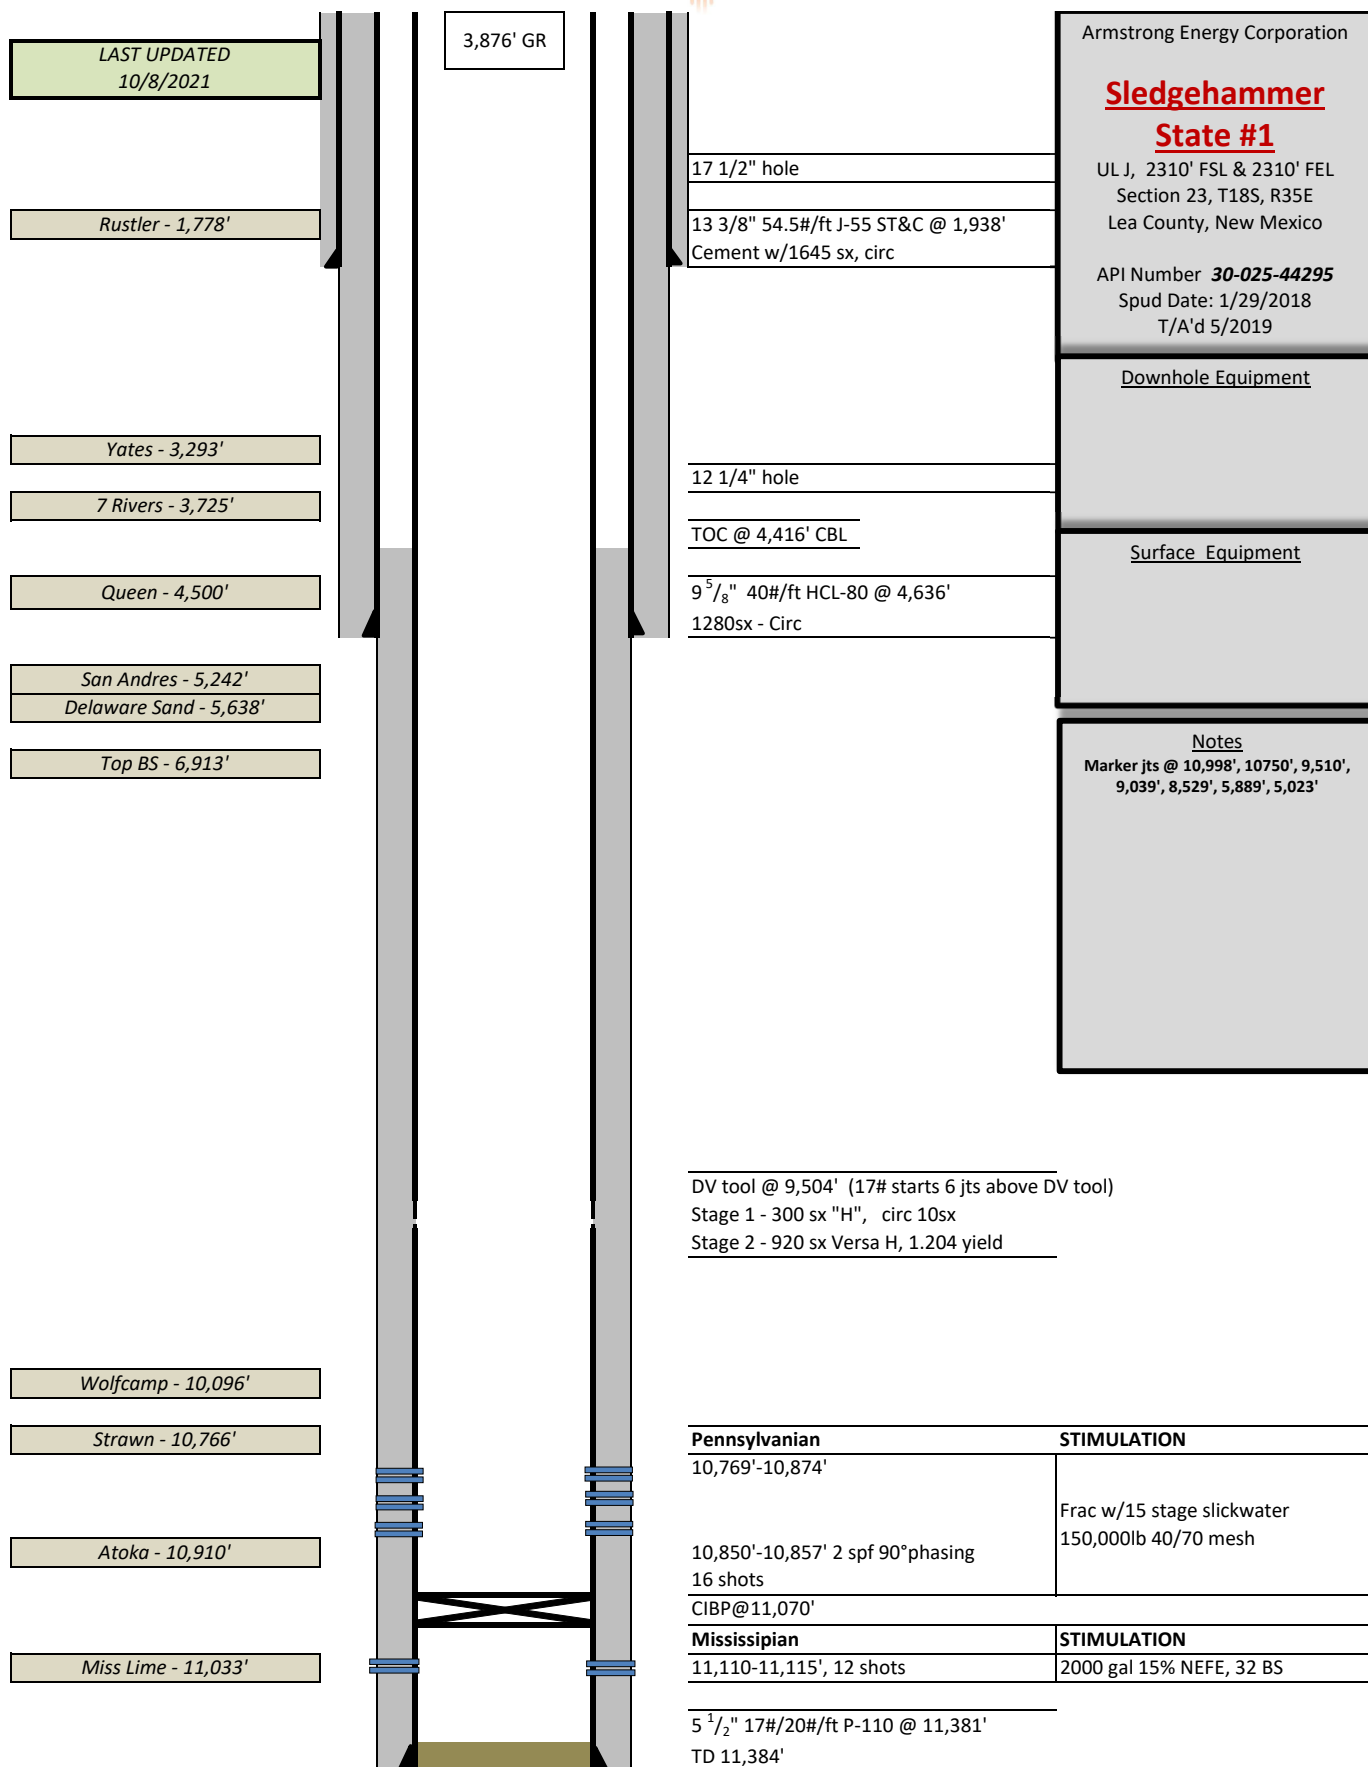 3,876' GR
LAST UPDATED
10/8/2021
Rustler - 1,778'
Yates - 3,293'
7 Rivers - 3,725'
Queen - 4,500'
San Andres - 5,242'
Delaware Sand - 5,638'
Top BS - 6,913'
Wolfcamp - 10,096'
Strawn - 10,766'
Atoka - 10,910'
Miss Lime - 11,033'
17 1/2" hole
13 3/8" 54.5#/ft J-55 ST&C @ 1,938'
Cement w/1645 sx, circ
12 1/4" hole
TOC @ 4,416' CBL
9 5/8" 40#/ft HCL-80 @ 4,636'
1280sx - Circ
DV tool @ 9,504' (17# starts 6 jts above DV tool)
Stage 1 - 300 sx "H", circ 10sx
Stage 2 - 920 sx Versa H, 1.204 yield
Pennsylvanian STIMULATION
10,769'-10,874'
Frac w/15 stage slickwater
150,000lb 40/70 mesh
10,850'-10,857' 2 spf 90°phasing
16 shots
CIBP@11,070'
Mississipian STIMULATION
11,110-11,115', 12 shots 2000 gal 15% NEFE, 32 BS
5 1/2" 17#/20#/ft P-110 @ 11,381'
TD 11,384'
Armstrong Energy Corporation
Sledgehammer
State #1
UL J, 2310' FSL & 2310' FEL
Section 23, T18S, R35E
Lea County, New Mexico
API Number 30-025-44295
Spud Date: 1/29/2018
T/A'd 5/2019
Downhole Equipment
Surface Equipment
Notes
Marker jts @ 10,998', 10750', 9,510',
9,039', 8,529', 5,889', 5,023'